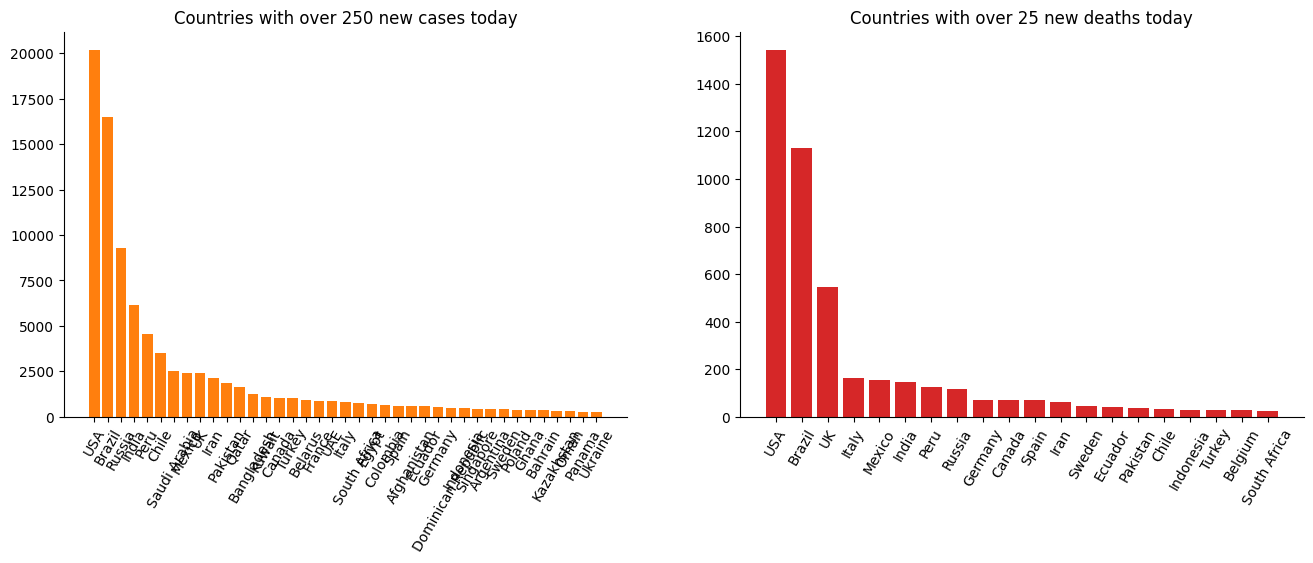 Countries with over 250 new cases today
20000
17500
15000
12500
10000
7500
5000
2500
0
USA
Brazil
Russia
India
Peru
Chile
Saudi Arabia
Mexico
UK
Iran
Pakistan
Qatar
Bangladesh
Kuwait
Canada
Turkey
Belarus
France
UAE
Italy
South Africa
Egypt
Colombia
Spain
Afghanistan
Ecuador
Germany
Dominican Republic
Indonesia
Singapore
Argentina
Sweden
Poland
Ghana
Bahrain
Kazakhstan
Oman
Panama
Ukraine
Countries with over 25 new deaths today
1600
1400
1200
1000
800
600
400
200
0
USA
Brazil
UK
Italy
Mexico
India
Peru
Russia
Germany
Canada
Spain
Iran
Sweden
Ecuador
Pakistan
Chile
Indonesia
Turkey
Belgium
South Africa